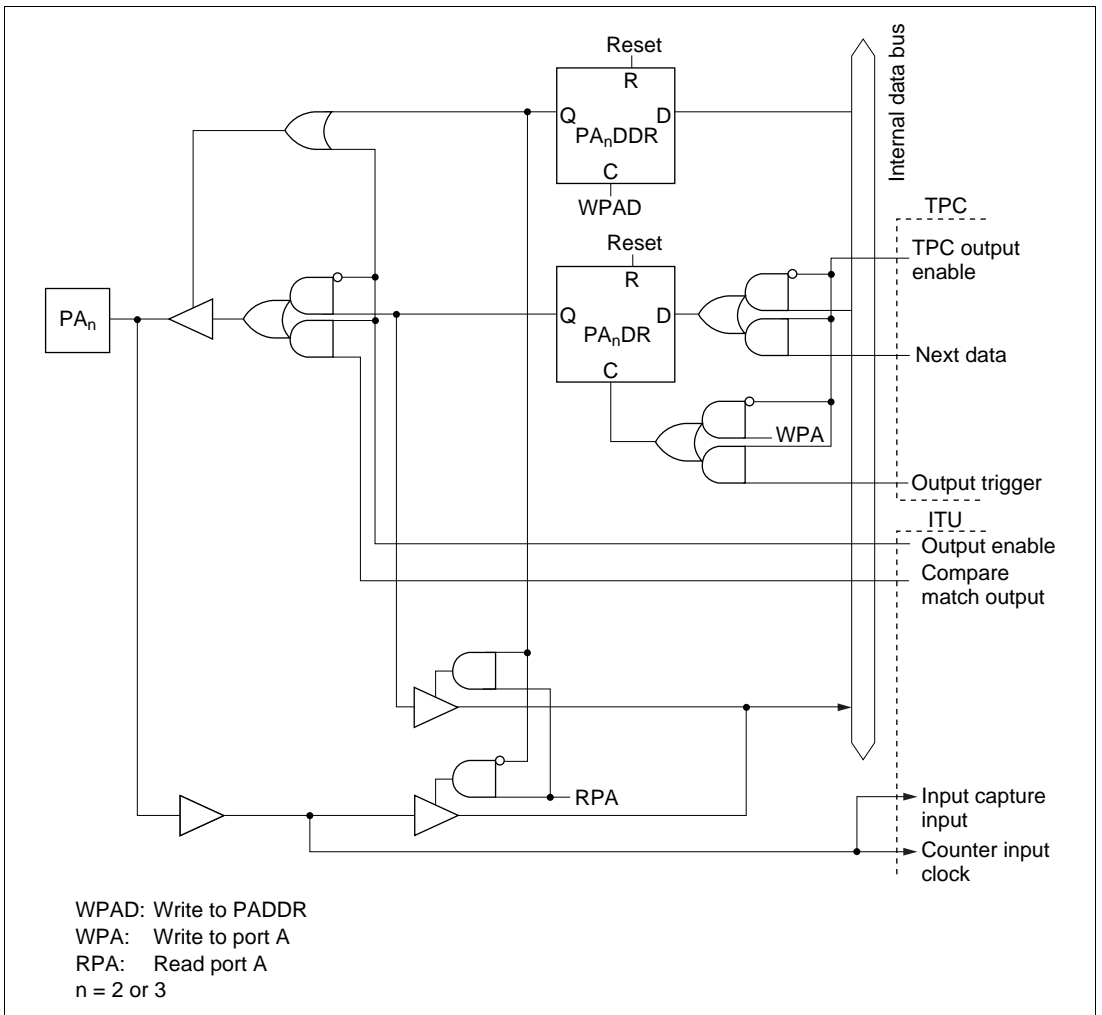 Reset
R
Q
D
PAnDDR
C
WPAD
Internal data bus
TPC
TPC output
enable
Reset
R
Q
D
PAnDR
C
PAn
Next data
WPA
Output trigger
ITU
Output enable
Compare
match output
RPA
Input capture
input
Counter input
clock
WPAD: Write to PADDR
WPA: Write to port A
RPA: Read port A
n = 2 or 3